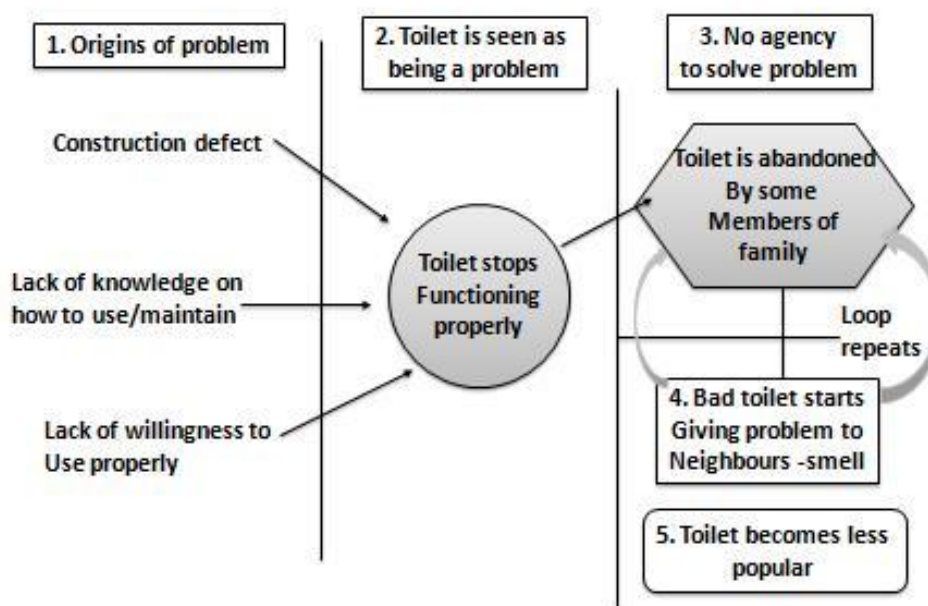 1. Origins of problem
2. Toilet is seen as
being a problem
3. No agency
to solve problem
Construction defect
Lack of knowledge on
how to use/maintain
Lack of willingness to
Use properly
Toilet stops
Functioning
properly
Toilet is abandoned
By some
Members of
family
Loop
repeats
4. Bad toilet starts
Giving problem to
Neighbours -smell
5. Toilet becomes less
popular